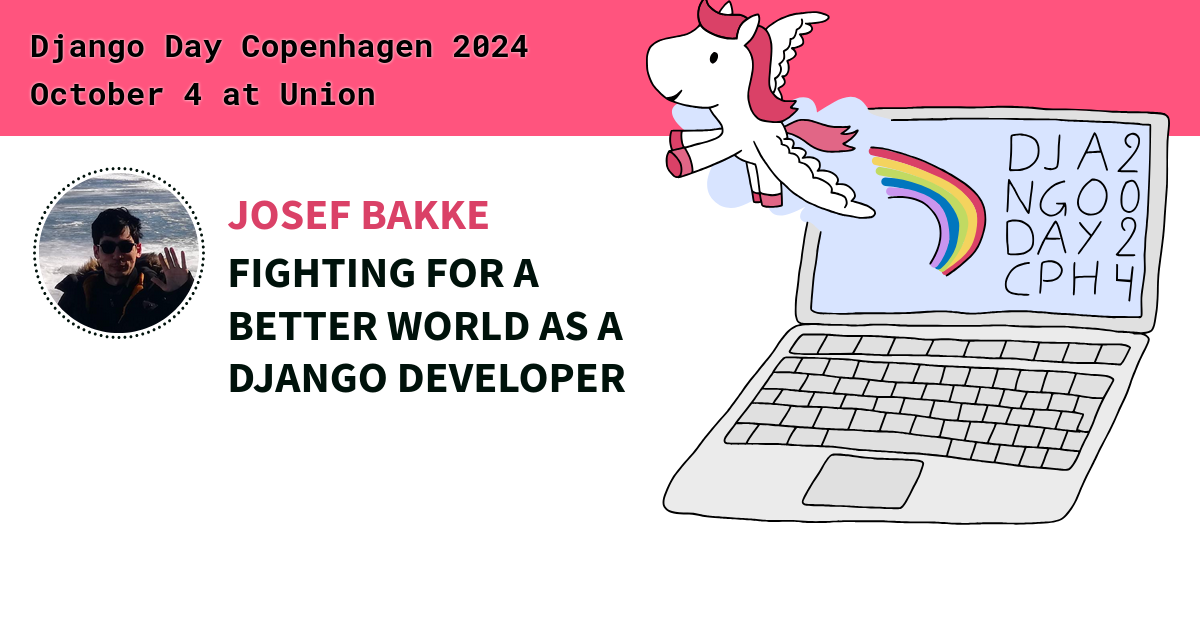 Django Day Copenhagen 2024
October 4 at Union
JOSEF BAKKE
FIGHTING FOR A
BETTER WORLD AS A
DJANGO DEVELOPER
DJA2
NGO0
DAY2
CPH4